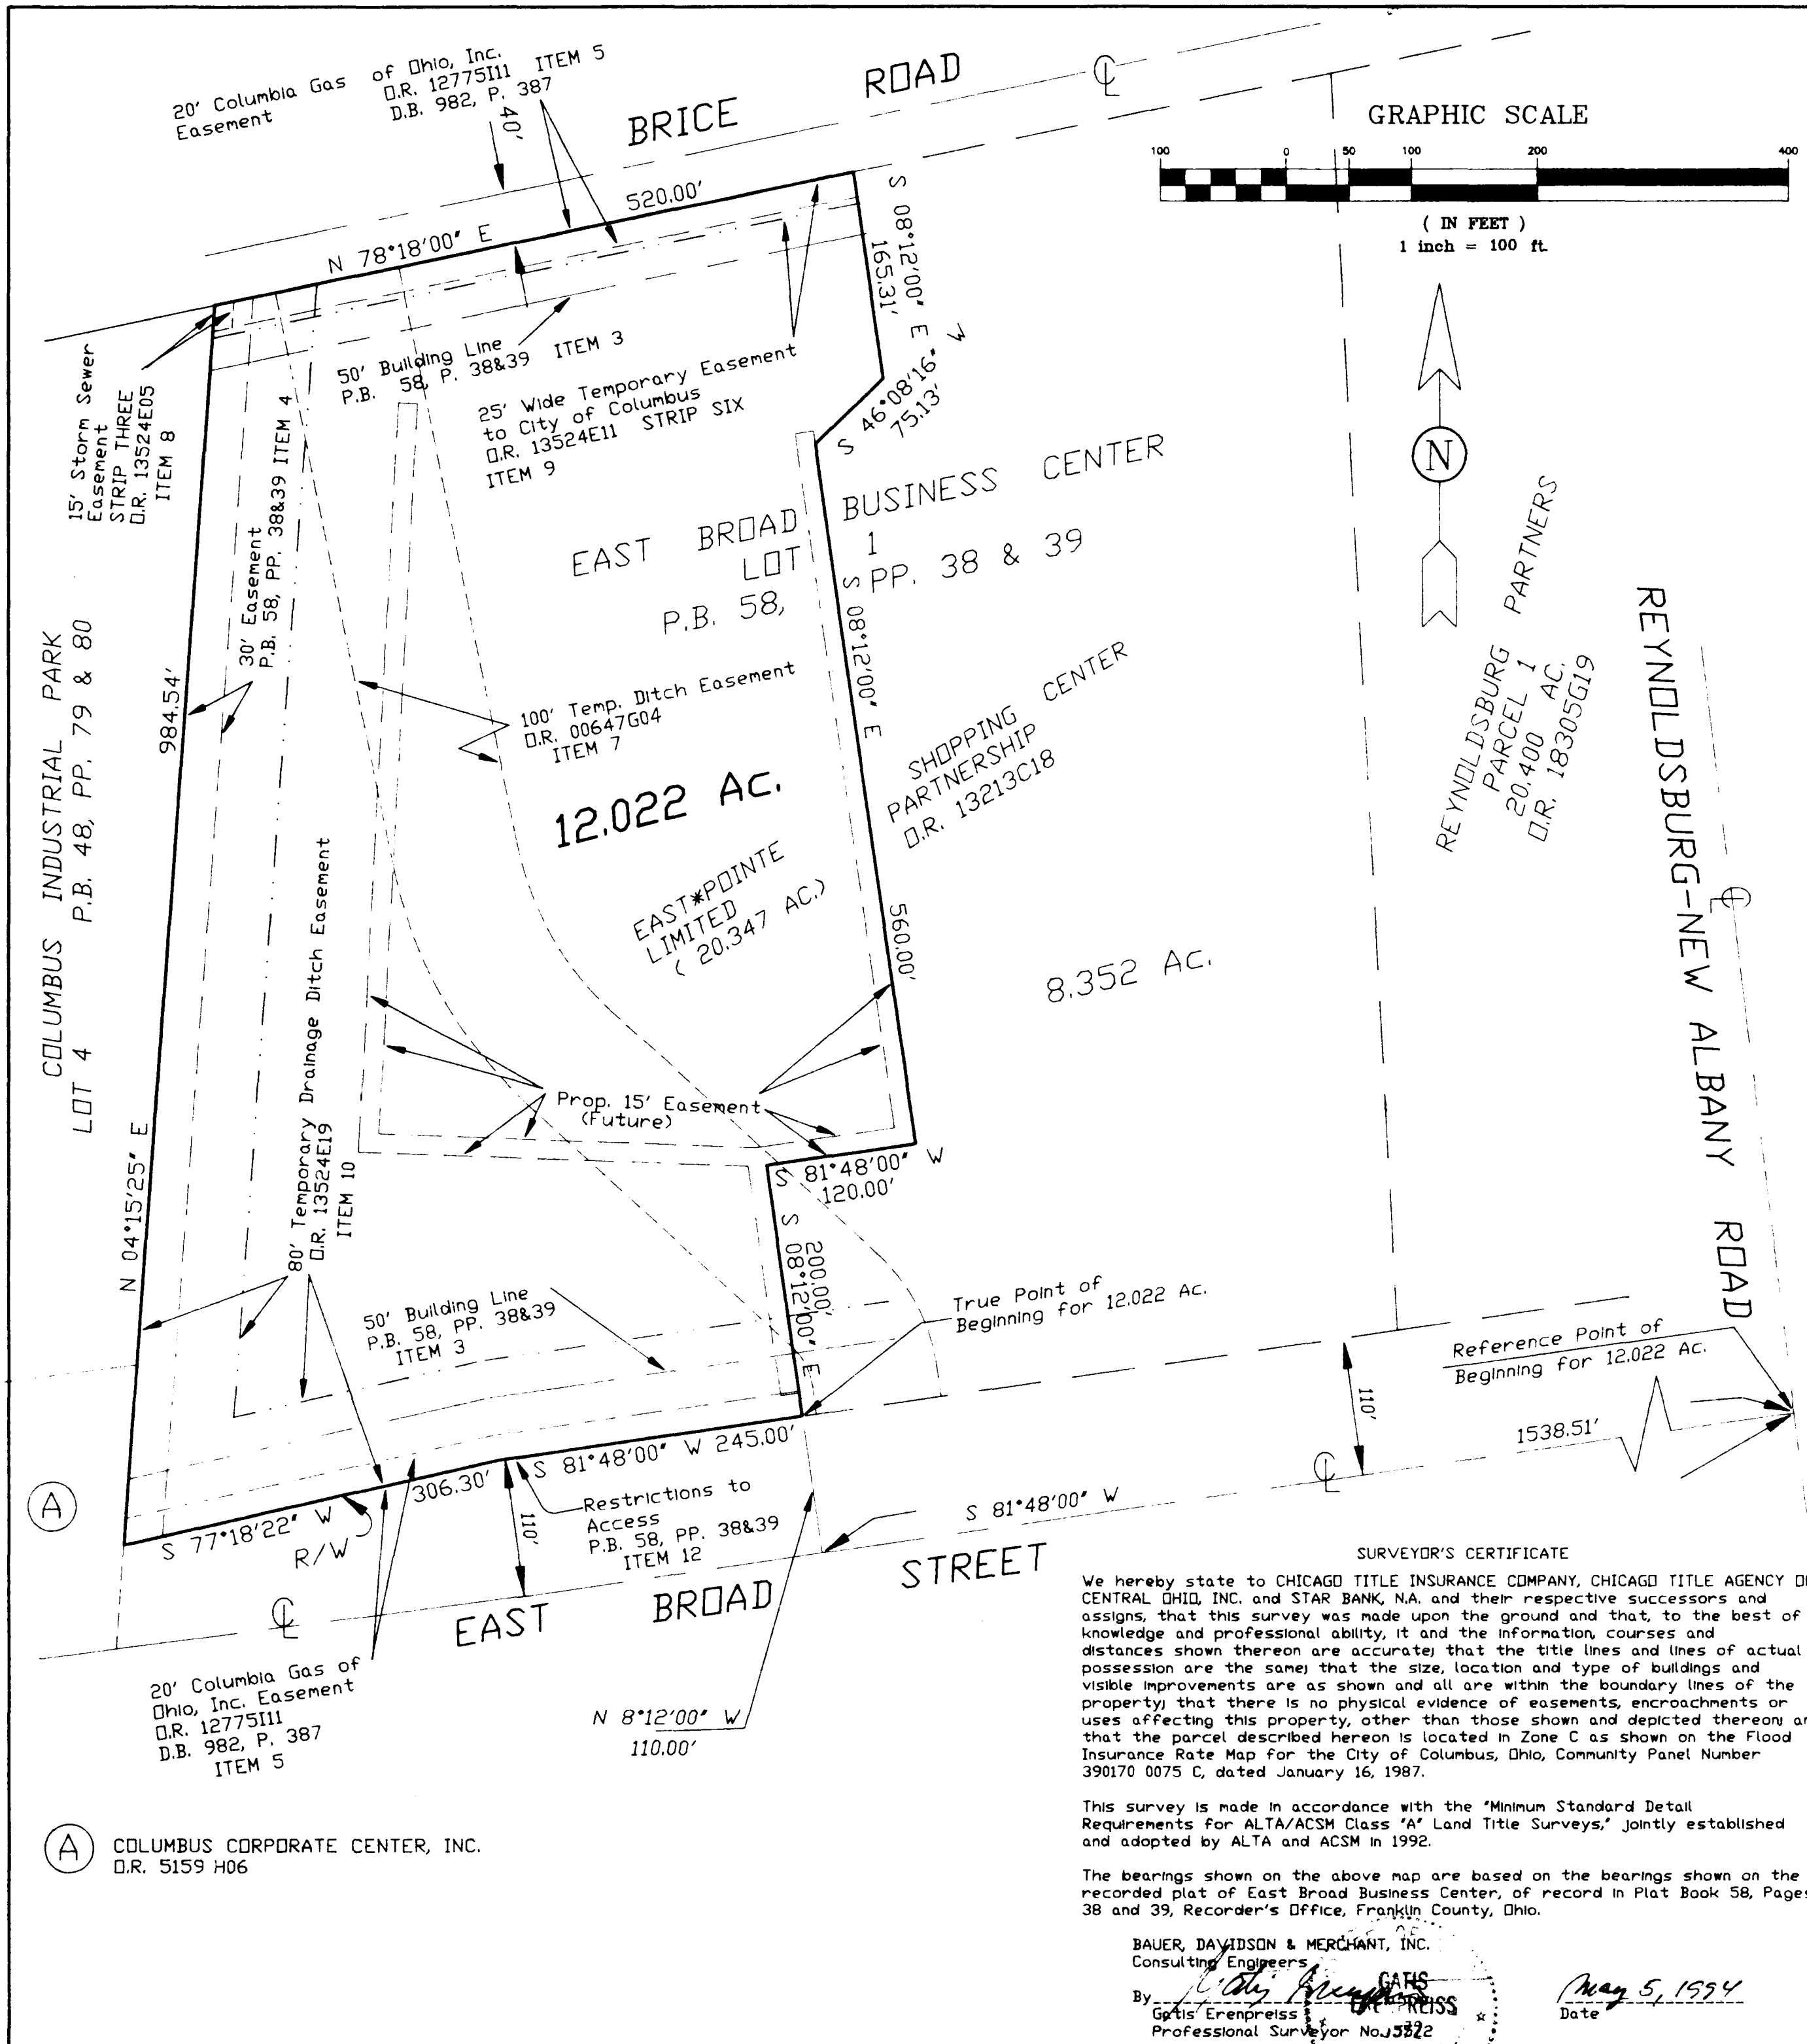 20' Columbia Gas of Ohio, Inc.
Easement
O.R. 12775I11 ITEM 5
D.B. 982, P. 387
40'
BRICE ROAD
℄
GRAPHIC SCALE
100 0 50 100 200 400
( IN FEET )
1 inch = 100 ft.
N 78°18'00" E
520.00'
S 08°12'00" E
165.31'
S 46°08'16" W
75.13'
15' Storm Sewer
Easement
STRIP THREE
O.R. 13524E05
ITEM 8
50' Building Line
P.B. 58, P. 38&39 ITEM 3
25' Wide Temporary Easement
to City of Columbus
O.R. 13524E11 STRIP SIX
ITEM 9
30' Easement
P.B. 58, PP. 38&39 ITEM 4
N
EAST BROAD BUSINESS CENTER
LOT 1
P.B. 58, PP. 38 & 39
S 08°12'00" E
560.00'
COLUMBUS INDUSTRIAL PARK
LOT 4 P.B. 48, PP. 79 & 80
984.54'
N 04°15'25" E
100' Temp. Ditch Easement
O.R. 00647G04
ITEM 7
12.022 AC.
EAST*POINTE SHOPPING CENTER
LIMITED PARTNERSHIP
( 20.347 AC.) O.R. 13213C18
REYNOLDSBURG PARTNERS
PARCEL 1
20.400 AC.
O.R. 18305G19
REYNOLDSBURG-NEW ALBANY ROAD
℄
8.352 AC.
80' Temporary Drainage Ditch Easement
O.R. 13524E19
ITEM 10
Prop. 15' Easement
(Future)
S 81°48'00" W
120.00'
200.00'
S 08°12'00" E
50' Building Line
P.B. 58, PP. 38&39
ITEM 3
True Point of
Beginning for 12.022 Ac.
Reference Point of
Beginning for 12.022 Ac.
110'
1538.51'
S 81°48'00" W
℄
A
S 77°18'22" W 306.30'
S 81°48'00" W 245.00'
R/W
110'
Restrictions to
Access
P.B. 58, PP. 38&39
ITEM 12
℄
EAST BROAD STREET
20' Columbia Gas of
Ohio, Inc. Easement
O.R. 12775I11
D.B. 982, P. 387
ITEM 5
N 8°12'00" W
110.00'
A COLUMBUS CORPORATE CENTER, INC.
O.R. 5159 H06
SURVEYOR'S CERTIFICATE
We hereby state to CHICAGO TITLE INSURANCE COMPANY, CHICAGO TITLE AGENCY O
CENTRAL OHIO, INC. and STAR BANK, N.A. and their respective successors and
assigns, that this survey was made upon the ground and that, to the best of
knowledge and professional ability, it and the information, courses and
distances shown thereon are accurate; that the title lines and lines of actual
possession are the same; that the size, location and type of buildings and
visible improvements are as shown and all are within the boundary lines of the
property; that there is no physical evidence of easements, encroachments or
uses affecting this property, other than those shown and depicted thereon; an
that the parcel described hereon is located in Zone C as shown on the Flood
Insurance Rate Map for the City of Columbus, Ohio, Community Panel Number
390170 0075 C, dated January 16, 1987.
This survey is made in accordance with the "Minimum Standard Detail
Requirements for ALTA/ACSM Class "A" Land Title Surveys," jointly established
and adopted by ALTA and ACSM in 1992.
The bearings shown on the above map are based on the bearings shown on the
recorded plat of East Broad Business Center, of record in Plat Book 58, Pages
38 and 39, Recorder's Office, Franklin County, Ohio.
BAUER, DAVIDSON & MERCHANT, INC.
Consulting Engineers
By Gatis Erenpreiss
GATIS
May 5, 1994
Gatis Erenpreiss
Date
Professional Surveyor No.